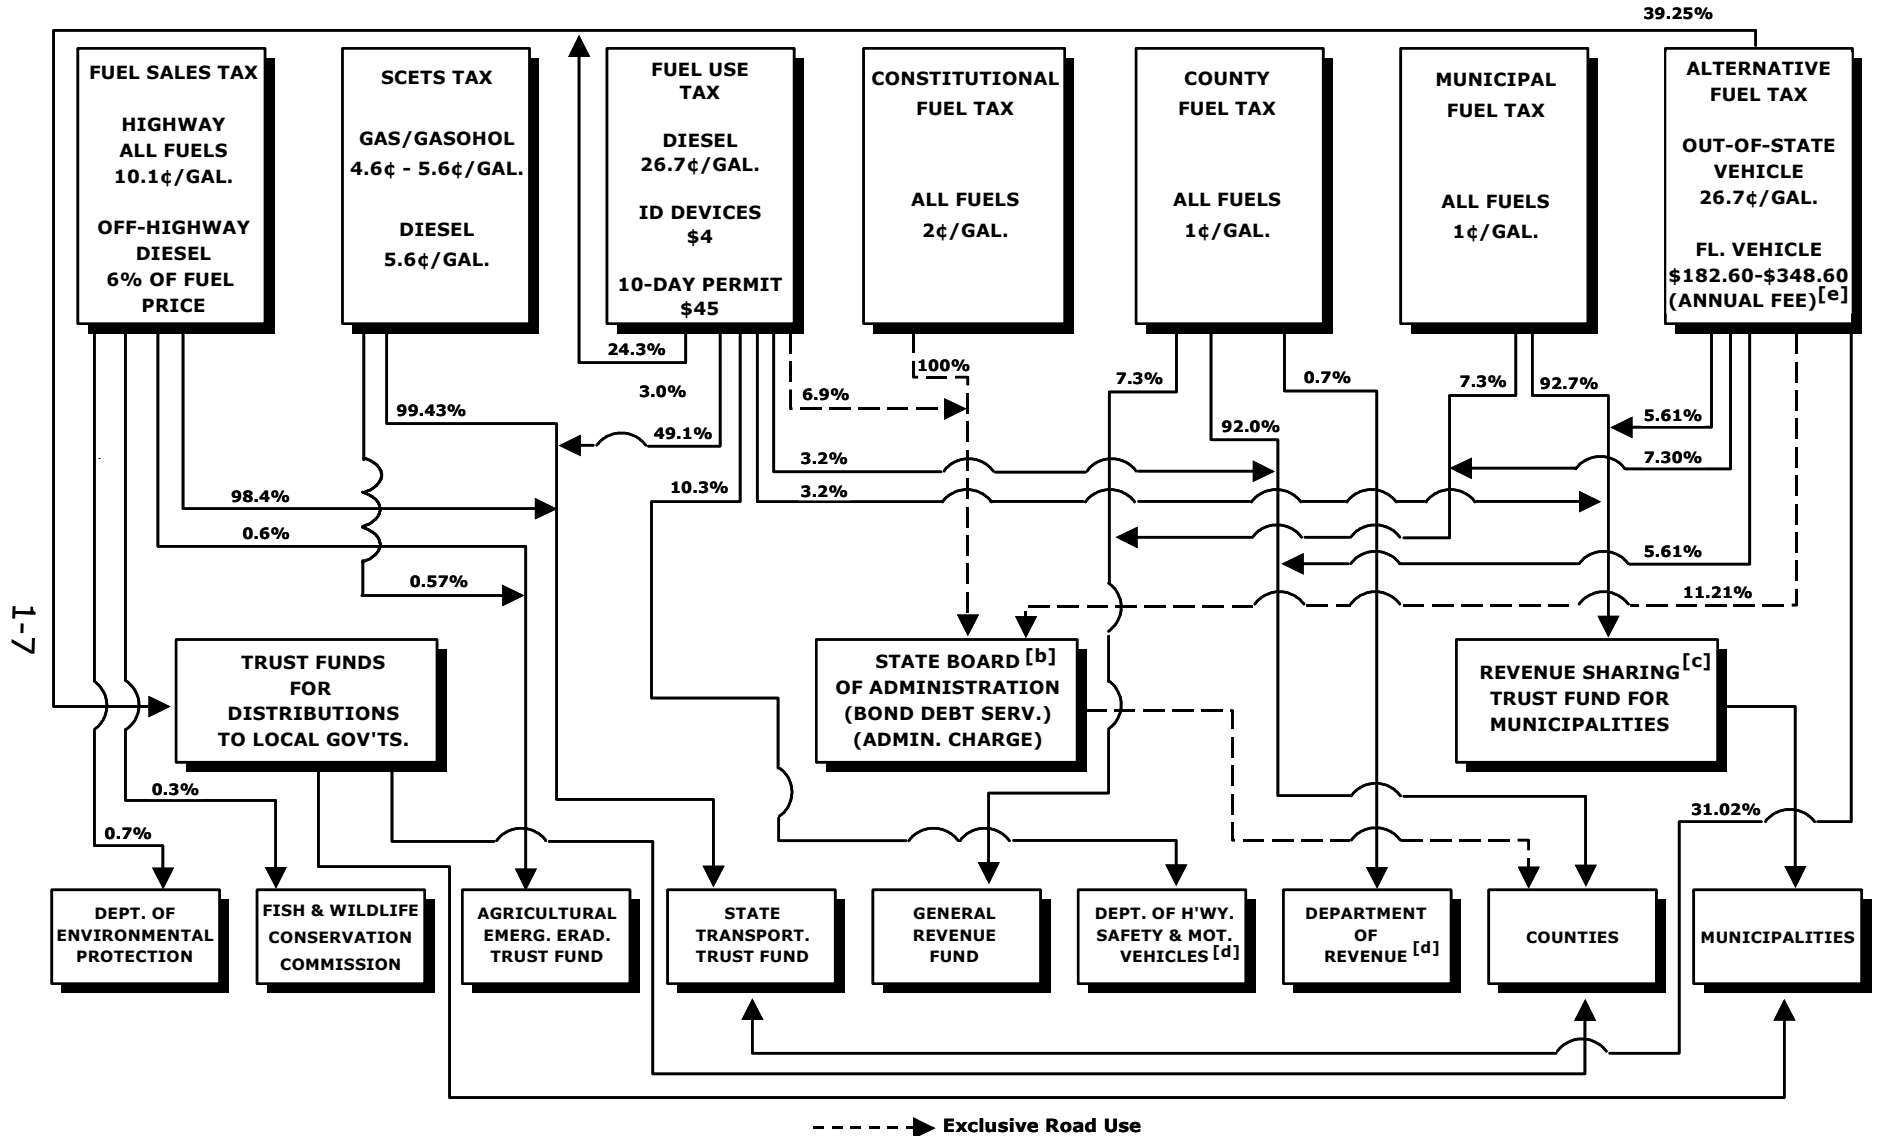 39.25%
FUEL SALES TAX
HIGHWAY
ALL FUELS
10.1¢/GAL.
OFF-HIGHWAY
DIESEL
6% OF FUEL
PRICE
SCETS TAX
GAS/GASOHOL
4.6¢ - 5.6¢/GAL.
DIESEL
5.6¢/GAL.
FUEL USE
TAX
DIESEL
26.7¢/GAL.
ID DEVICES
$4
10-DAY PERMIT
$45
CONSTITUTIONAL
FUEL TAX
ALL FUELS
2¢/GAL.
COUNTY
FUEL TAX
ALL FUELS
1¢/GAL.
MUNICIPAL
FUEL TAX
ALL FUELS
1¢/GAL.
ALTERNATIVE
FUEL TAX
OUT-OF-STATE
VEHICLE
26.7¢/GAL.
FL. VEHICLE
$182.60-$348.60
(ANNUAL FEE)[e]
24.3%
3.0%
99.43%
49.1%
6.9%
100%
7.3%
92.0%
0.7%
7.3%
92.7%
5.61%
7.30%
3.2%
3.2%
10.3%
98.4%
0.6%
0.57%
5.61%
11.21%
1-7
TRUST FUNDS
FOR
DISTRIBUTIONS
TO LOCAL GOV'TS.
STATE BOARD [b]
OF ADMINISTRATION
(BOND DEBT SERV.)
(ADMIN. CHARGE)
REVENUE SHARING [c]
TRUST FUND FOR
MUNICIPALITIES
0.3%
0.7%
31.02%
DEPT. OF
ENVIRONMENTAL
PROTECTION
FISH & WILDLIFE
CONSERVATION
COMMISSION
AGRICULTURAL
EMERG. ERAD.
TRUST FUND
STATE
TRANSPORT.
TRUST FUND
GENERAL
REVENUE
FUND
DEPT. OF H'WY.
SAFETY & MOT.
VEHICLES [d]
DEPARTMENT
OF
REVENUE [d]
COUNTIES
MUNICIPALITIES
Exclusive Road Use